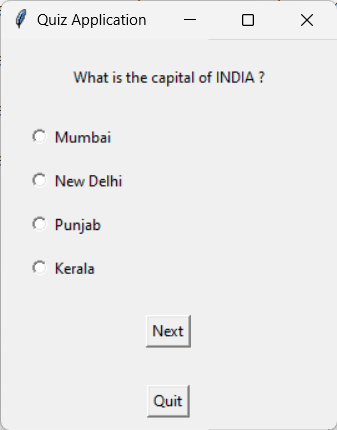 Quiz Application
What is the capital of INDIA ?
Mumbai
New Delhi
Punjab
Kerala
Next
Quit